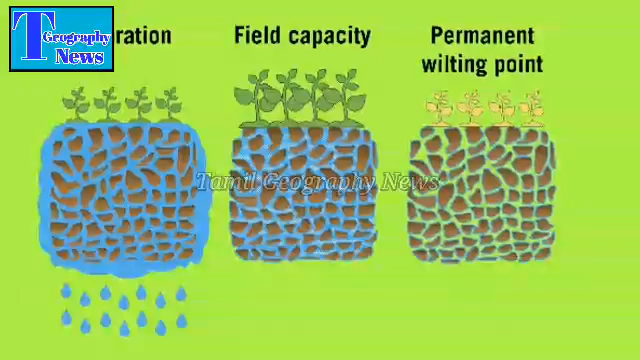 T Geography
News
ration
Field capacity
Permanent
wilting point
Tamil Geography News